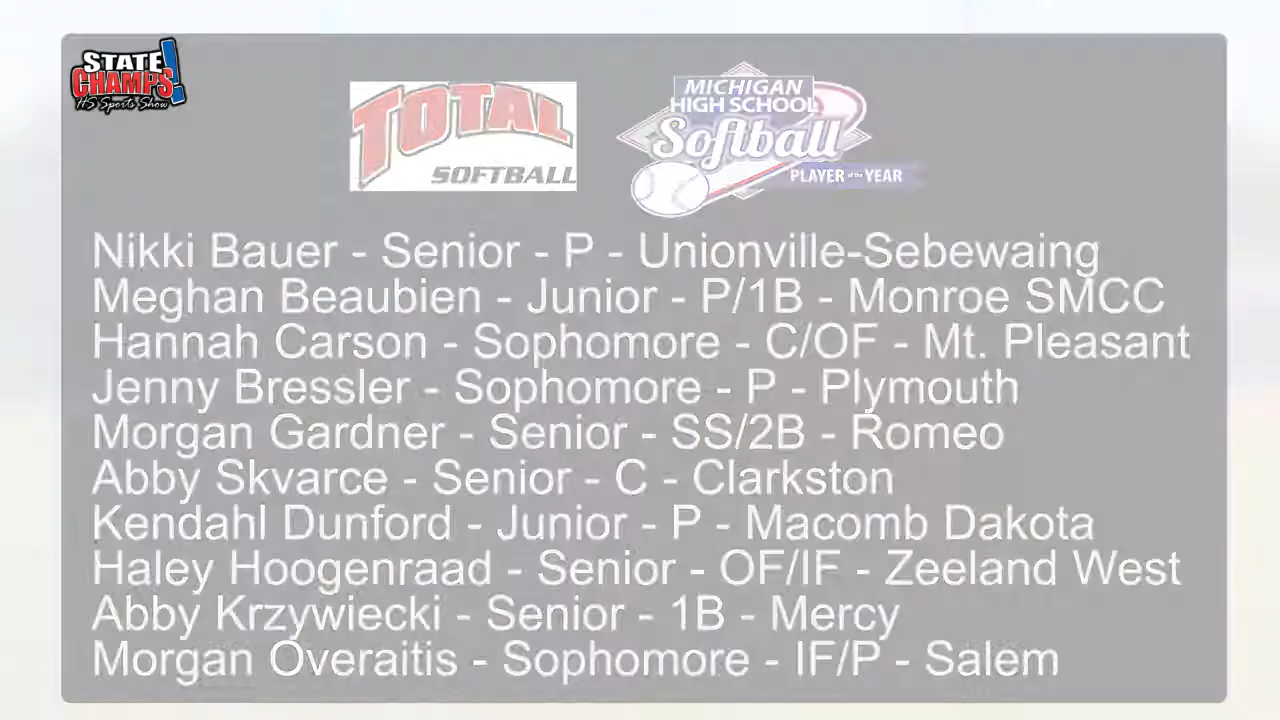 STATE
CHAMPS!
HS Sports Show
TOTAL
SOFTBALL
MICHIGAN
HIGH SCHOOL
Softball
PLAYER of the YEAR
Nikki Bauer - Senior - P - Unionville-Sebewaing
Meghan Beaubien - Junior - P/1B - Monroe SMCC
Hannah Carson - Sophomore - C/OF - Mt. Pleasant
Jenny Bressler - Sophomore - P - Plymouth
Morgan Gardner - Senior - SS/2B - Romeo
Abby Skvarce - Senior - C - Clarkston
Kendahl Dunford - Junior - P - Macomb Dakota
Haley Hoogenraad - Senior - OF/IF - Zeeland West
Abby Krzywiecki - Senior - 1B - Mercy
Morgan Overaitis - Sophomore - IF/P - Salem